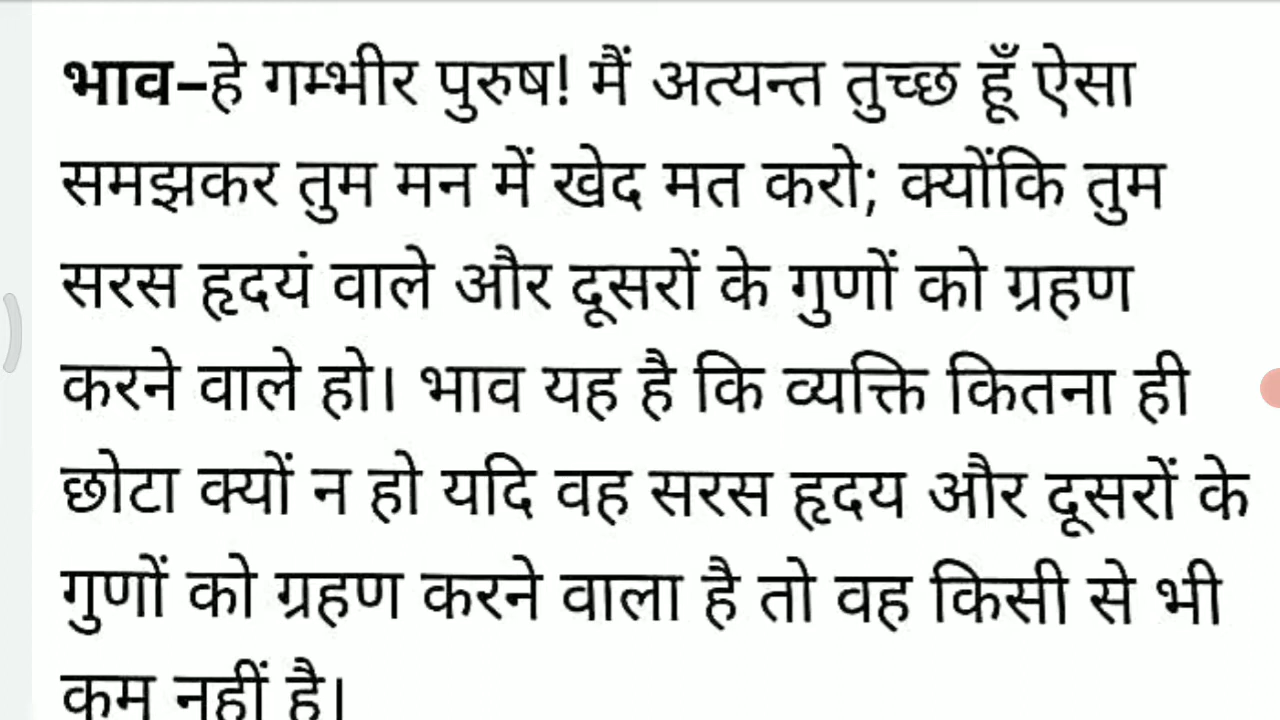 भाव–हे गम्भीर पुरुष! मैं अत्यन्त तुच्छ हूँ ऐसा
समझकर तुम मन में खेद मत करो; क्योंकि तुम
सरस हृदयं वाले और दूसरों के गुणों को ग्रहण
करने वाले हो। भाव यह है कि व्यक्ति कितना ही
छोटा क्यों न हो यदि वह सरस हृदय और दूसरों के
गुणों को ग्रहण करने वाला है तो वह किसी से भी
कम नहीं है।